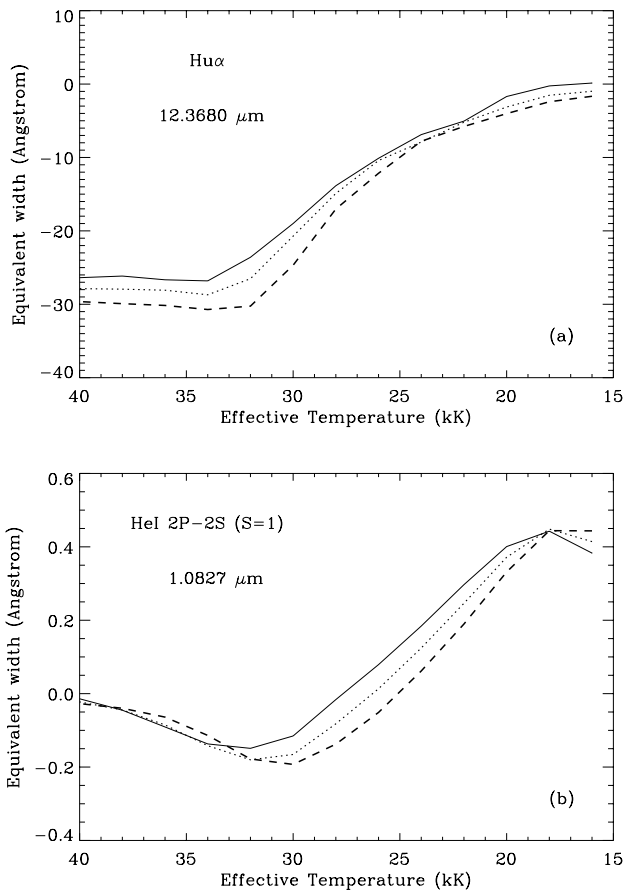 10
0
−10
−20
−30
−40
Equivalent width (Angstrom)
Huα
12.3680 μm
(a)
40 35 30 25 20 15
Effective Temperature (kK)
0.6
0.4
0.2
0.0
−0.2
−0.4
Equivalent width (Angstrom)
HeI 2P−2S (S=1)
1.0827 μm
(b)
40 35 30 25 20 15
Effective Temperature (kK)